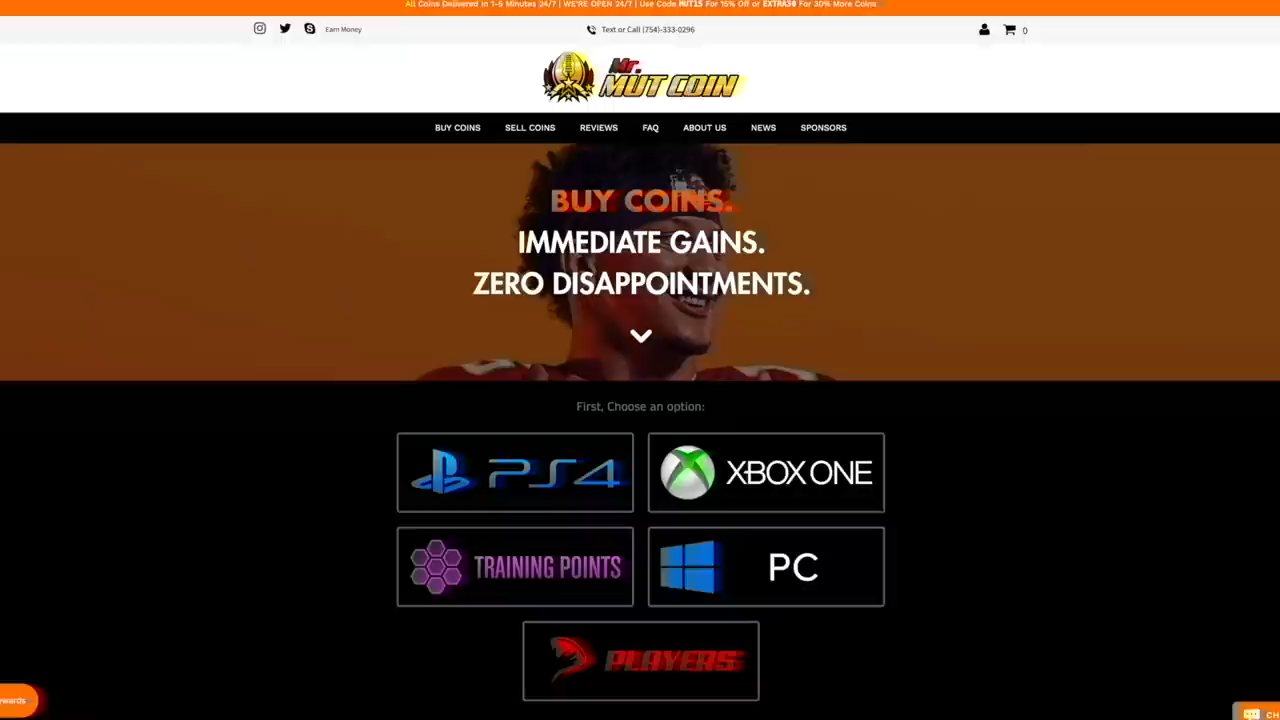 All Coins Delivered in 1-5 Minutes 24/7 | WE'RE OPEN 24/7 | Use Code MUT15 For 15% Off or EXTRA30 For 30% More Coins
Earn Money
Text or Call (754)-333-0296
0
Mr.
MUT COIN
BUY COINS SELL COINS REVIEWS FAQ ABOUT US NEWS SPONSORS
BUY COINS.
IMMEDIATE GAINS.
ZERO DISAPPOINTMENTS.
First, Choose an option:
PS4
XBOX ONE
TRAINING POINTS
PC
PLAYERS
wards
CH